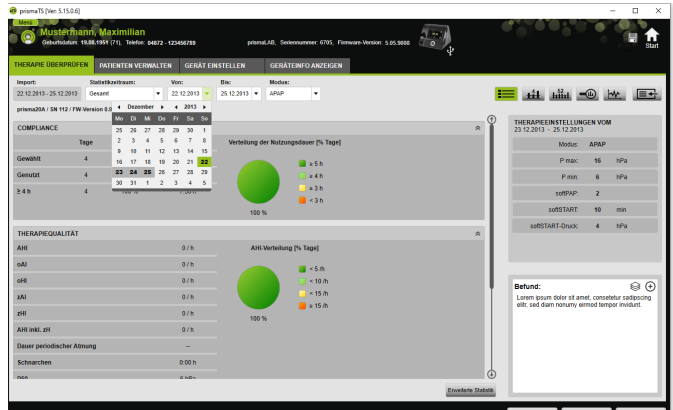 prismaTS [Ver: 5.15.0.6]
Menü
Mustermann, Maximilian
Geburtsdatum: 19.08.1951 (71), Telefon: 04872 - 123456789
prismaLAB, Seriennummer: 6705, Firmware-Version: 5.05.9008
Start
THERAPIE ÜBERPRÜFEN PATIENTEN VERWALTEN GERÄT EINSTELLEN GERÄTEINFO ANZEIGEN
Import: Statistikzeitraum: Von: Bis: Modus:
22.12.2013 - 25.12.2013 Gesamt 22.12.2013 25.12.2013 APAP
prisma20A / SN 112 / FW-Version 0.9
Dezember 2013
Mo Di Mi Do Fr Sa So
25 26 27 28 29 30 1
2 3 4 5 6 7 8
9 10 11 12 13 14 15
16 17 18 19 20 21 22
23 24 25 26 27 28 29
30 31 1 2 3 4 5
COMPLIANCE
Tage
Gewählt 4
Genutzt 4
≥ 4 h 4 100 %
Verteilung der Nutzungsdauer [% Tage]
≥ 5 h
≥ 4 h
≥ 3 h
< 3 h
100 %
THERAPIEQUALITÄT
AHI 0 / h
oAI 0 / h
oHI 0 / h
zAI 0 / h
zHI 0 / h
AHI inkl. zH 0 / h
Dauer periodischer Atmung –
Schnarchen 0:00 h
AHI-Verteilung [% Tage]
< 5 /h
< 10 /h
< 15 /h
≥ 15 /h
100 %
Erweiterte Statistik
THERAPIEEINSTELLUNGEN VOM
23.12.2013 - 25.12.2013
Modus: APAP
P max: 16 hPa
P min: 6 hPa
softPAP: 2
softSTART: 10 min
softSTART-Druck: 4 hPa
Befund:
Lorem ipsum dolor sit amet, consetetur sadipscing
elitr, sed diam nonumy eirmod tempor invidunt.